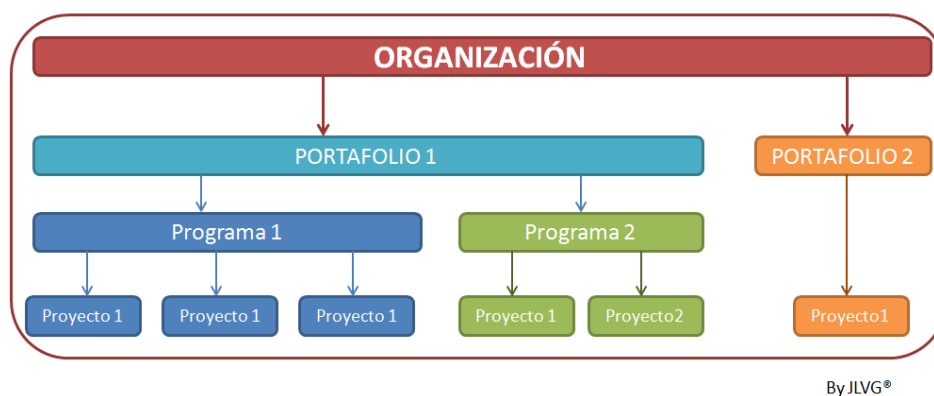 ORGANIZACIÓN
PORTAFOLIO 1
PORTAFOLIO 2
Programa 1
Programa 2
Proyecto 1
Proyecto 1
Proyecto 1
Proyecto 1
Proyecto2
Proyecto1
By JLVG®